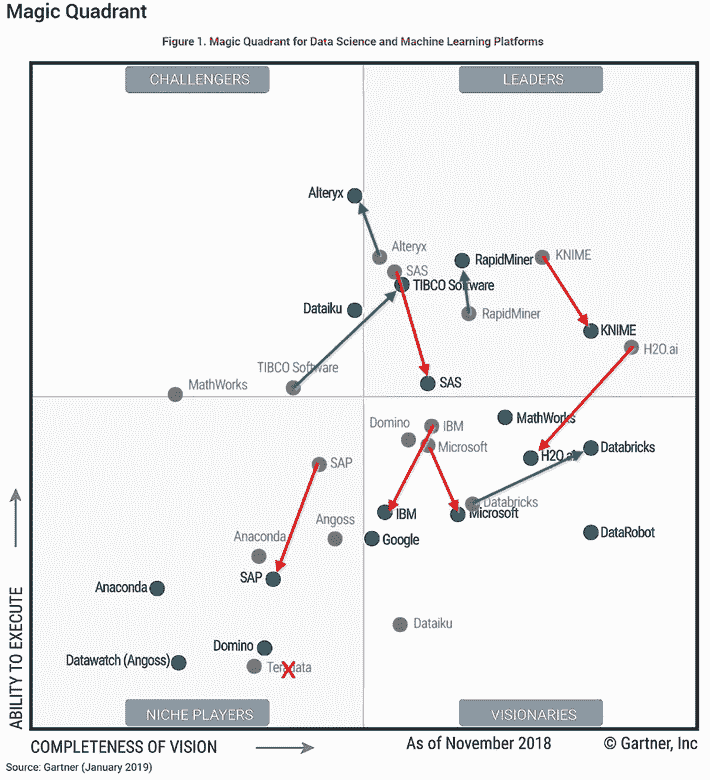 Magic Quadrant
Figure 1. Magic Quadrant for Data Science and Machine Learning Platforms
CHALLENGERS
LEADERS
Alteryx
Alteryx
SAS
RapidMiner
KNIME
TIBCO Software
Dataiku
RapidMiner
KNIME
H2O.ai
TIBCO Software
MathWorks
SAS
Domino
IBM
MathWorks
Microsoft
H2O.ai
Databricks
SAP
Databricks
IBM
Microsoft
Angoss
Google
DataRobot
Anaconda
SAP
Anaconda
Dataiku
Domino
Datawatch (Angoss)
Teradata
NICHE PLAYERS
VISIONARIES
ABILITY TO EXECUTE
COMPLETENESS OF VISION
As of November 2018
© Gartner, Inc
Source: Gartner (January 2019)